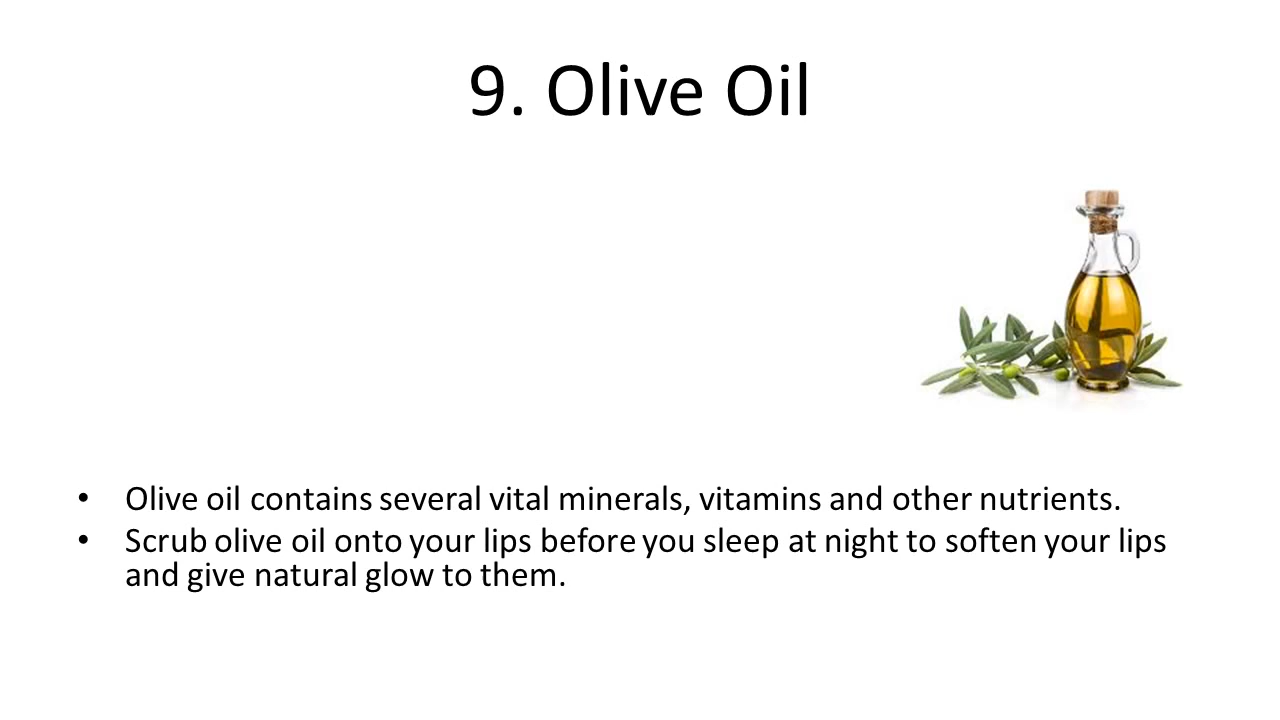 9. Olive Oil
• Olive oil contains several vital minerals, vitamins and other nutrients.
• Scrub olive oil onto your lips before you sleep at night to soften your lips
and give natural glow to them.